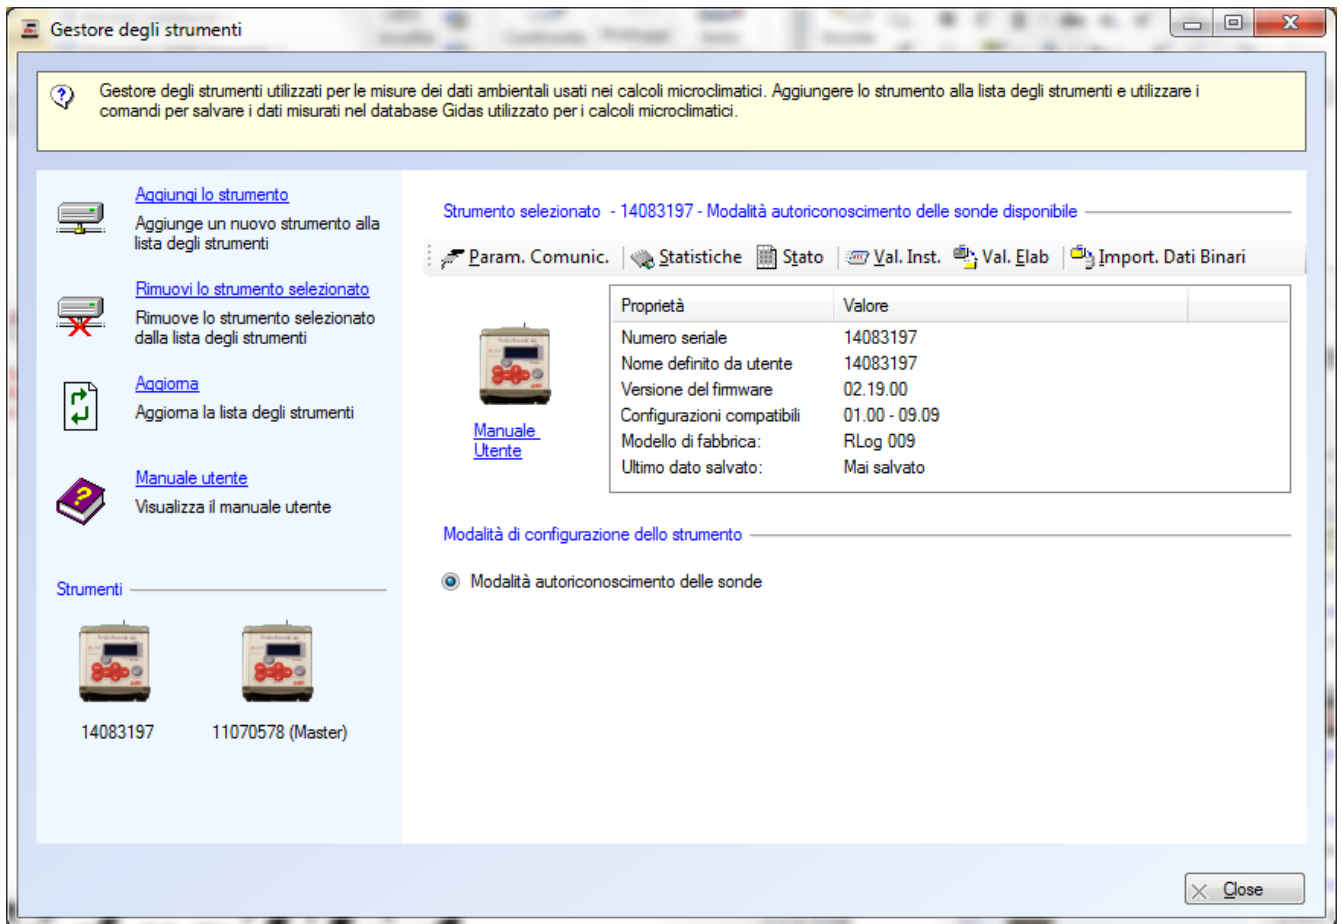 Gestore degli strumenti
Gestore degli strumenti utilizzati per le misure dei dati ambientali usati nei calcoli microclimatici. Aggiungere lo strumento alla lista degli strumenti e utilizzare i
comandi per salvare i dati misurati nel database Gidas utilizzato per i calcoli microclimatici.
Aggiungi lo strumento
Aggiunge un nuovo strumento alla
lista degli strumenti
Rimuovi lo strumento selezionato
Rimuove lo strumento selezionato
dalla lista degli strumenti
Aggiorna
Aggiorna la lista degli strumenti
Manuale utente
Visualizza il manuale utente
Strumenti
14083197
11070578 (Master)
Strumento selezionato - 14083197 - Modalità autoriconoscimento delle sonde disponibile
Param. Comunic. Statistiche Stato Val. Inst. Val. Elab Import. Dati Binari
Manuale
Utente
Proprietà Valore
Numero seriale 14083197
Nome definito da utente 14083197
Versione del firmware 02.19.00
Configurazioni compatibili 01.00 - 09.09
Modello di fabbrica: RLog 009
Ultimo dato salvato: Mai salvato
Modalità di configurazione dello strumento
Modalità autoriconoscimento delle sonde
Close